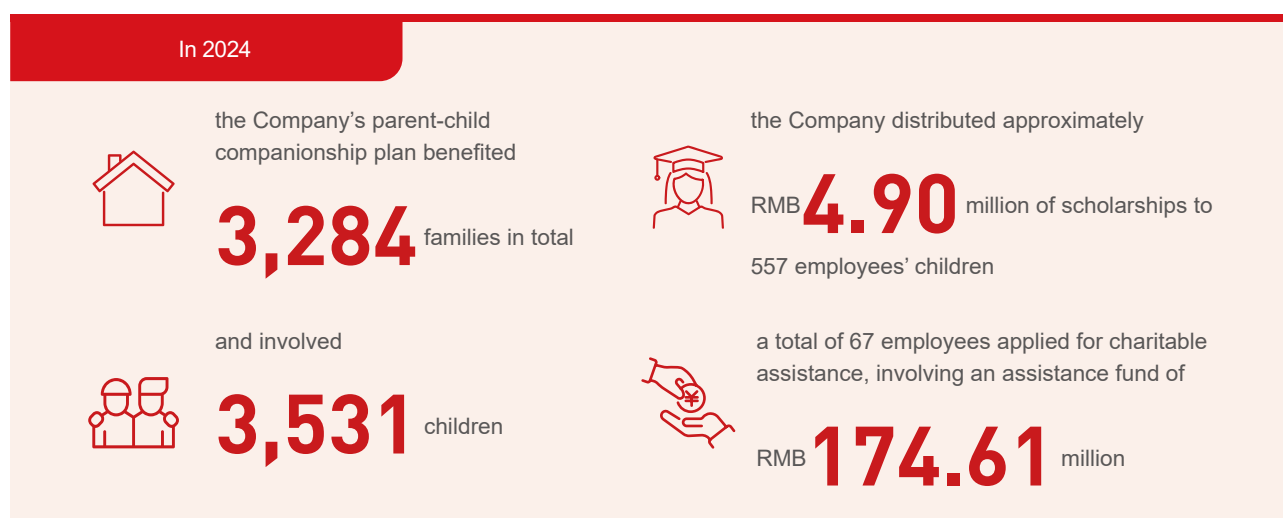 In 2024
the Company’s parent-child
companionship plan benefited
3,284 families in total
and involved
3,531 children
the Company distributed approximately
RMB 4.90 million of scholarships to
557 employees’ children
a total of 67 employees applied for charitable
assistance, involving an assistance fund of
RMB 174.61 million
¥